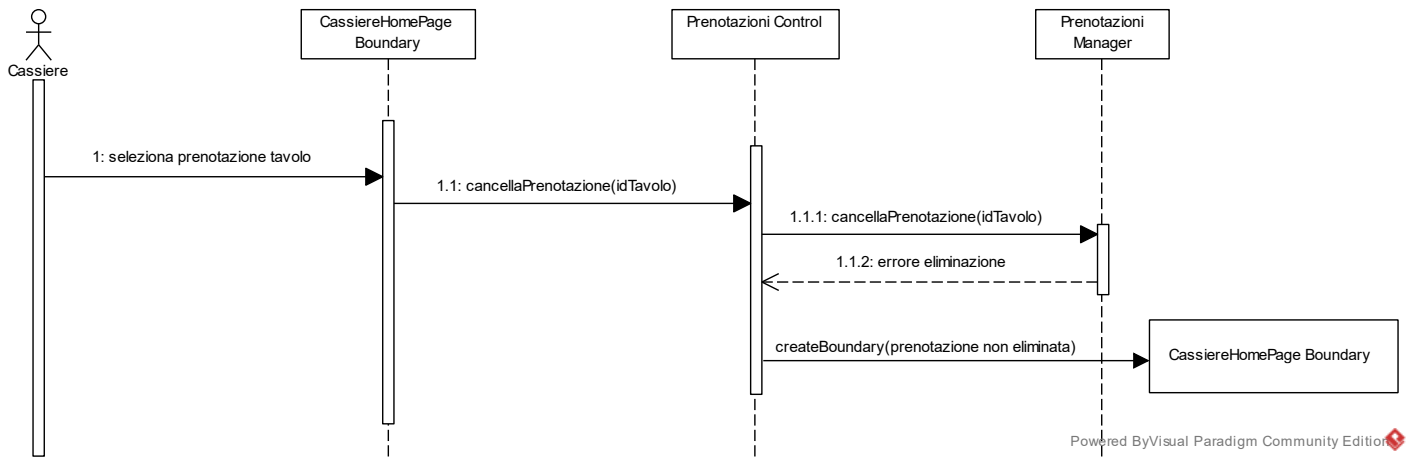 Cassiere
CassiereHomePage
Boundary
Prenotazioni Control
Prenotazioni
Manager
1: seleziona prenotazione tavolo
1.1: cancellaPrenotazione(idTavolo)
1.1.1: cancellaPrenotazione(idTavolo)
1.1.2: errore eliminazione
createBoundary(prenotazione non eliminata)
CassiereHomePage Boundary
Powered ByVisual Paradigm Community Edition